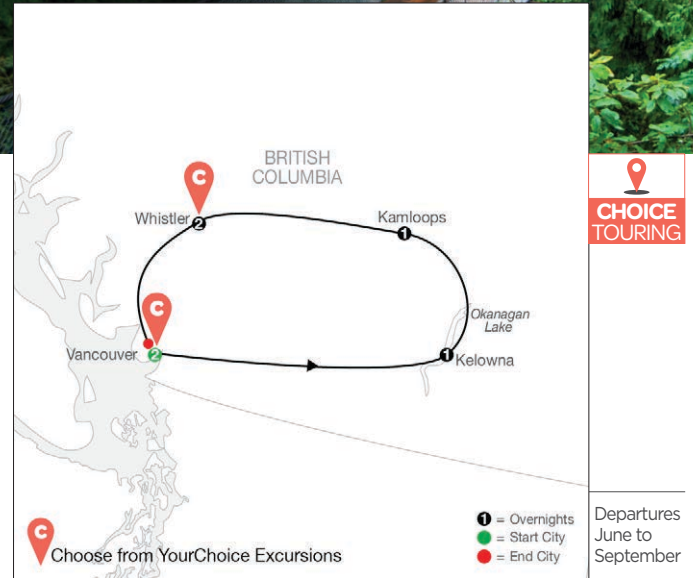 BRITISH
COLUMBIA
C
Whistler
2
Kamloops
1
CHOICE
TOURING
Okanagan
Lake
C
Vancouver
2
1
Kelowna
C
Choose from YourChoice Excursions
1 = Overnights
= Start City
= End City
Departures
June to
September